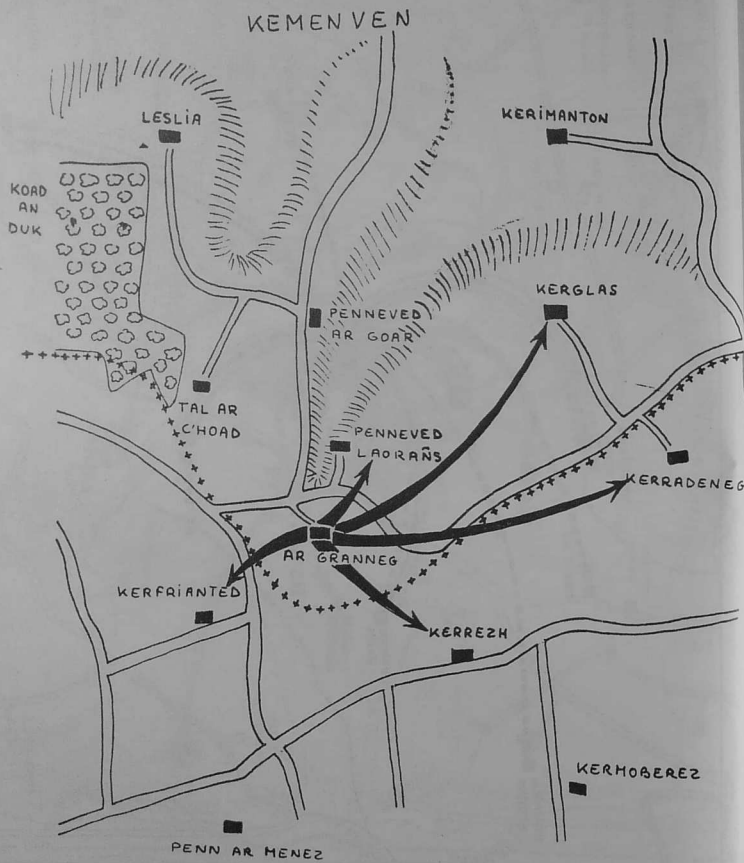 KEMENVEN
LESLIA
KERIMANTON
KOAD
AN
DUK
KERGLAS
PENNEVED
AR GOAR
TAL AR
C'HOAD
PENNEVED
LAORAÑS
KERRADENEG
AR GRANNEG
KERFRIANTED
KERREZH
KERMOBEREZ
PENN AR MENEZ